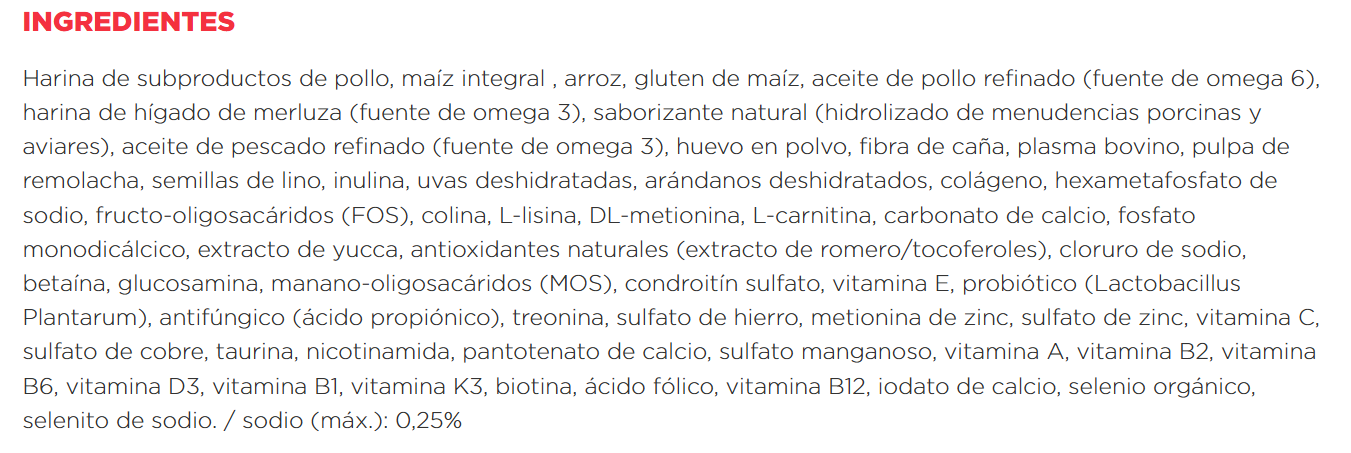 INGREDIENTES
Harina de subproductos de pollo, maíz integral , arroz, gluten de maíz, aceite de pollo refinado (fuente de omega 6),
harina de hígado de merluza (fuente de omega 3), saborizante natural (hidrolizado de menudencias porcinas y
aviares), aceite de pescado refinado (fuente de omega 3), huevo en polvo, fibra de caña, plasma bovino, pulpa de
remolacha, semillas de lino, inulina, uvas deshidratadas, arándanos deshidratados, colágeno, hexametafosfato de
sodio, fructo-oligosacáridos (FOS), colina, L-lisina, DL-metionina, L-carnitina, carbonato de calcio, fosfato
monodicálcico, extracto de yucca, antioxidantes naturales (extracto de romero/tocoferoles), cloruro de sodio,
betaína, glucosamina, manano-oligosacáridos (MOS), condroitín sulfato, vitamina E, probiótico (Lactobacillus
Plantarum), antifúngico (ácido propiónico), treonina, sulfato de hierro, metionina de zinc, sulfato de zinc, vitamina C,
sulfato de cobre, taurina, nicotinamida, pantotenato de calcio, sulfato manganoso, vitamina A, vitamina B2, vitamina
B6, vitamina D3, vitamina B1, vitamina K3, biotina, ácido fólico, vitamina B12, iodato de calcio, selenio orgánico,
selenito de sodio. / sodio (máx.): 0,25%